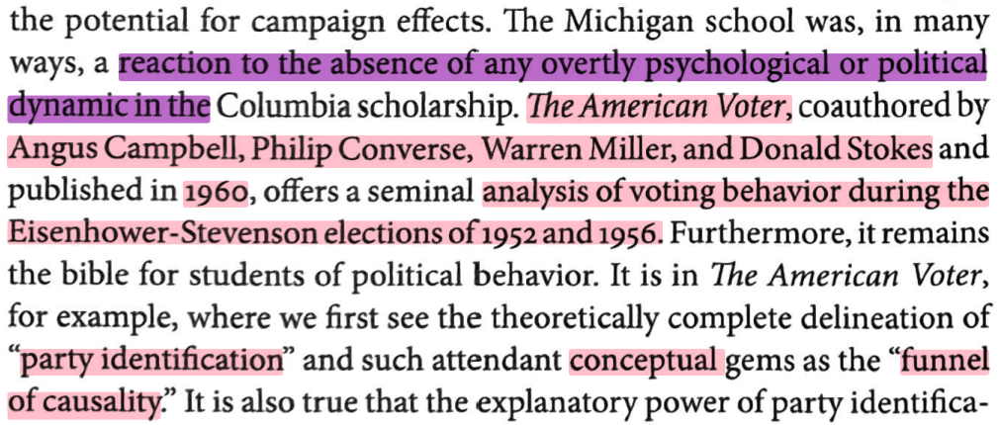 the potential for campaign effects. The Michigan school was, in many
ways, a reaction to the absence of any overtly psychological or political
dynamic in the Columbia scholarship. The American Voter, coauthored by
Angus Campbell, Philip Converse, Warren Miller, and Donald Stokes and
published in 1960, offers a seminal analysis of voting behavior during the
Eisenhower-Stevenson elections of 1952 and 1956. Furthermore, it remains
the bible for students of political behavior. It is in The American Voter,
for example, where we first see the theoretically complete delineation of
“party identification” and such attendant conceptual gems as the “funnel
of causality.” It is also true that the explanatory power of party identifica-